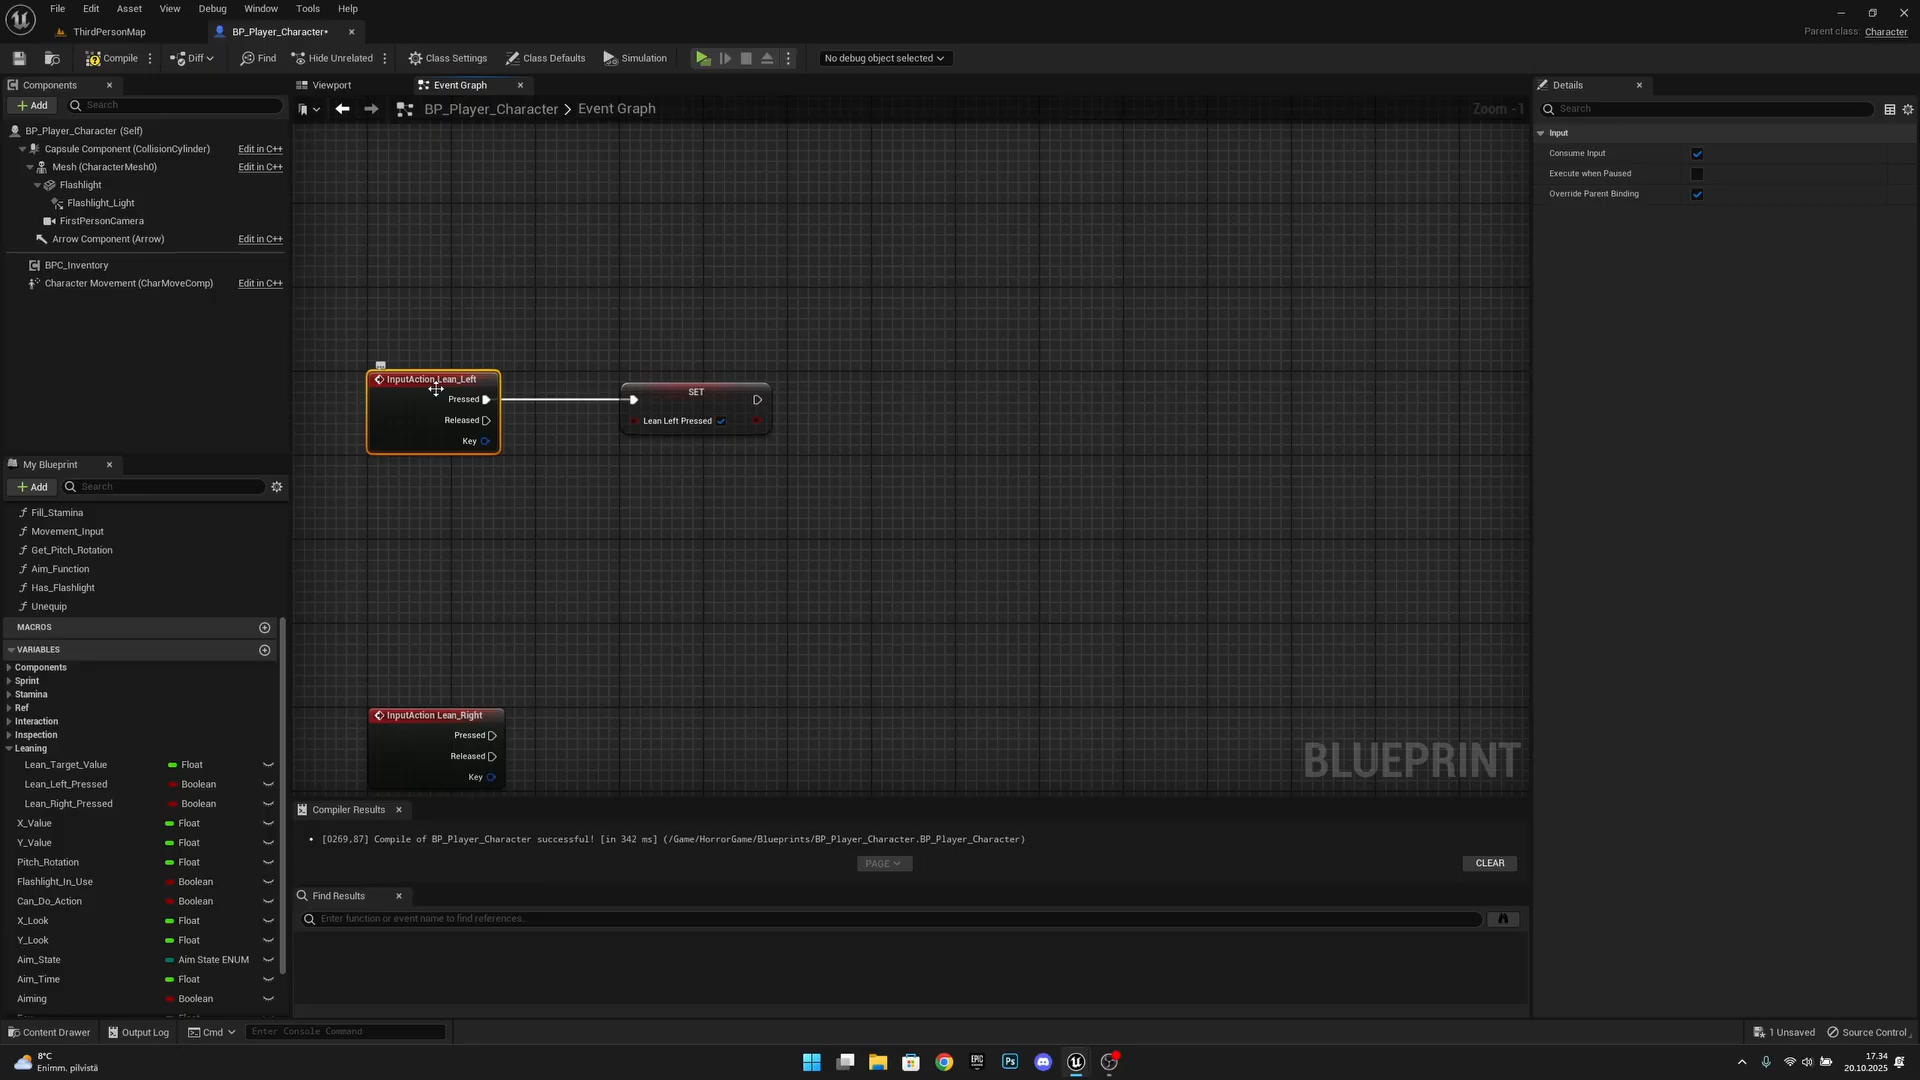 File Edit Asset View Debug Window Tools Help
ThirdPersonMap
BP_Player_Character*
Parent class: Character
Compile
Diff
Find
Hide Unrelated
Class Settings
Class Defaults
Simulation
No debug object selected
Components
Add
Search
BP_Player_Character (Self)
Capsule Component (CollisionCylinder) Edit in C++
Mesh (CharacterMesh0) Edit in C++
Flashlight
Flashlight_Light
FirstPersonCamera
Arrow Component (Arrow) Edit in C++
BPC_Inventory
Character Movement (CharMoveComp) Edit in C++
My Blueprint
Add
Search
Fill_Stamina
Movement_Input
Get_Pitch_Rotation
Aim_Function
Has_Flashlight
Unequip
MACROS
VARIABLES
Components
Sprint
Stamina
Ref
Interaction
Inspection
Leaning
Lean_Target_Value Float
Lean_Left_Pressed Boolean
Lean_Right_Pressed Boolean
X_Value Float
Y_Value Float
Pitch_Rotation Float
Flashlight_In_Use Boolean
Can_Do_Action Boolean
X_Look Float
Y_Look Float
Aim_State Aim State ENUM
Aim_Time Float
Aiming Boolean
Viewport
Event Graph
BP_Player_Character > Event Graph
Zoom -1
InputAction Lean_Left
Pressed
Released
Key
SET
Lean Left Pressed
InputAction Lean_Right
Pressed
Released
Key
BLUEPRINT
Compiler Results
[0269,87] Compile of BP_Player_Character successful! [in 342 ms] (/Game/HorrorGame/Blueprints/BP_Player_Character.BP_Player_Character)
PAGE
CLEAR
Find Results
Enter function or event name to find references...
Details
Search
Input
Consume Input
Execute when Paused
Override Parent Binding
Content Drawer
Output Log
Cmd
Enter Console Command
1 Unsaved
Source Control
8°C
Enimm. pilvistä
EPIC
Ps
17.34
20.10.2025